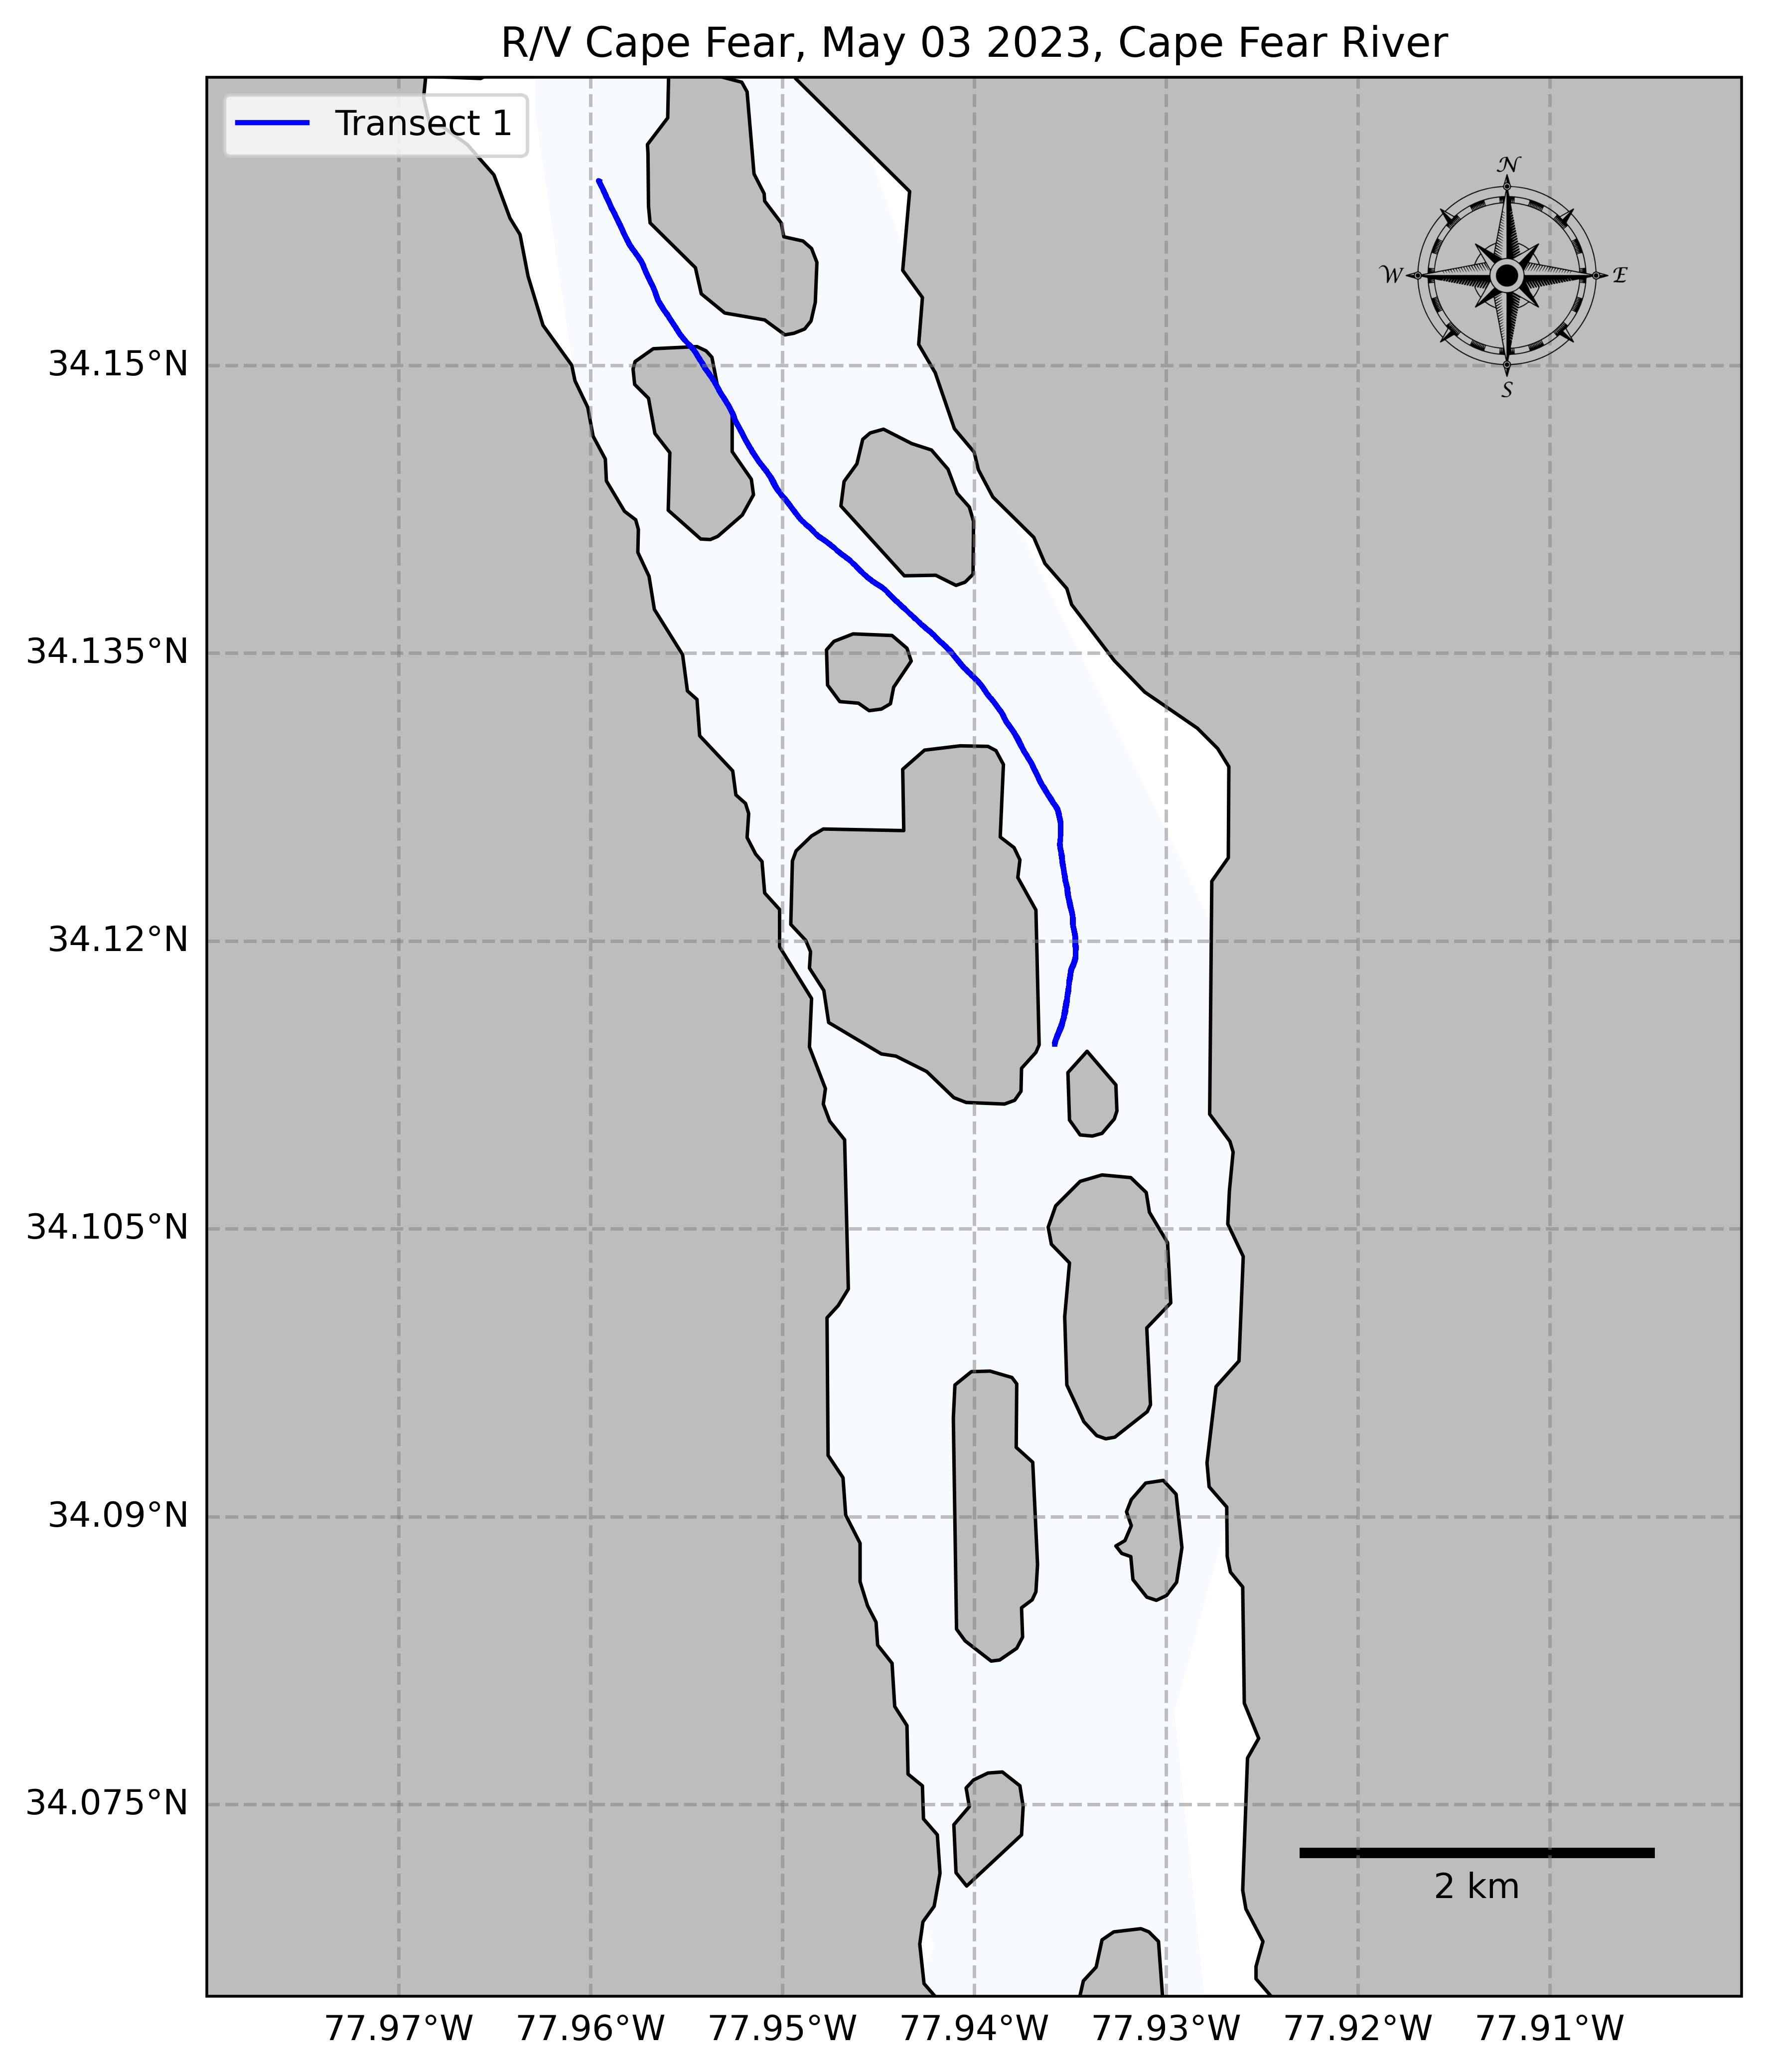 R/V Cape Fear, May 03 2023, Cape Fear River
Transect 1
N
W
E
S
34.15°N
34.135°N
34.12°N
34.105°N
34.09°N
34.075°N
2 km
77.97°W 77.96°W 77.95°W 77.94°W 77.93°W 77.92°W 77.91°W